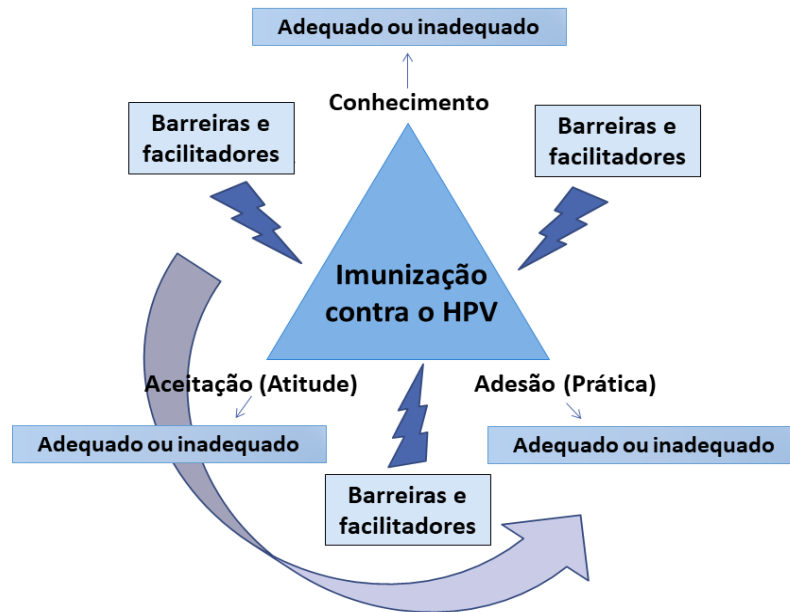 Adequado ou inadequado
Conhecimento
Barreiras e
facilitadores
Barreiras e
facilitadores
Imunização
contra o HPV
Aceitação (Atitude)
Adesão (Prática)
Adequado ou inadequado
Adequado ou inadequado
Barreiras e
facilitadores